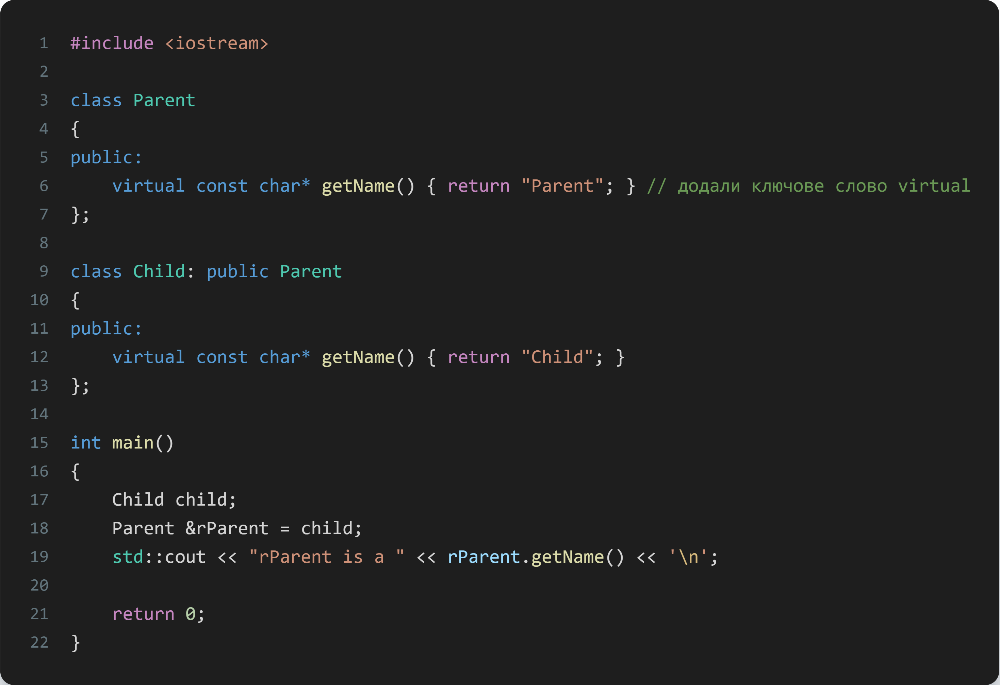 1 #include <iostream>
2
3 class Parent
4 {
5 public:
6     virtual const char* getName() { return "Parent"; } // додали ключове слово virtual
7 };
8
9 class Child: public Parent
10 {
11 public:
12     virtual const char* getName() { return "Child"; }
13 };
14
15 int main()
16 {
17     Child child;
18     Parent &rParent = child;
19     std::cout << "rParent is a " << rParent.getName() << '\n';
20
21     return 0;
22 }